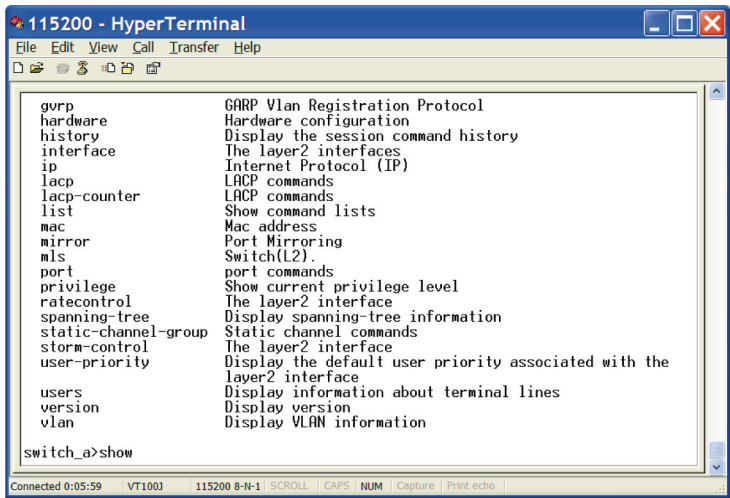 115200 - HyperTerminal
File Edit View Call Transfer Help
gvrp GARP Vlan Registration Protocol
hardware Hardware configuration
history Display the session command history
interface The layer2 interfaces
ip Internet Protocol (IP)
lacp LACP commands
lacp-counter LACP commands
list Show command lists
mac Mac address
mirror Port Mirroring
mls Switch(L2).
port port commands
privilege Show current privilege level
ratecontrol The layer2 interface
spanning-tree Display spanning-tree information
static-channel-group Static channel commands
storm-control The layer2 interface
user-priority Display the default user priority associated with the
layer2 interface
users Display information about terminal lines
version Display version
vlan Display VLAN information
switch_a>show
Connected 0:05:59 VT100J 115200 8-N-1 SCROLL CAPS NUM Capture Print echo